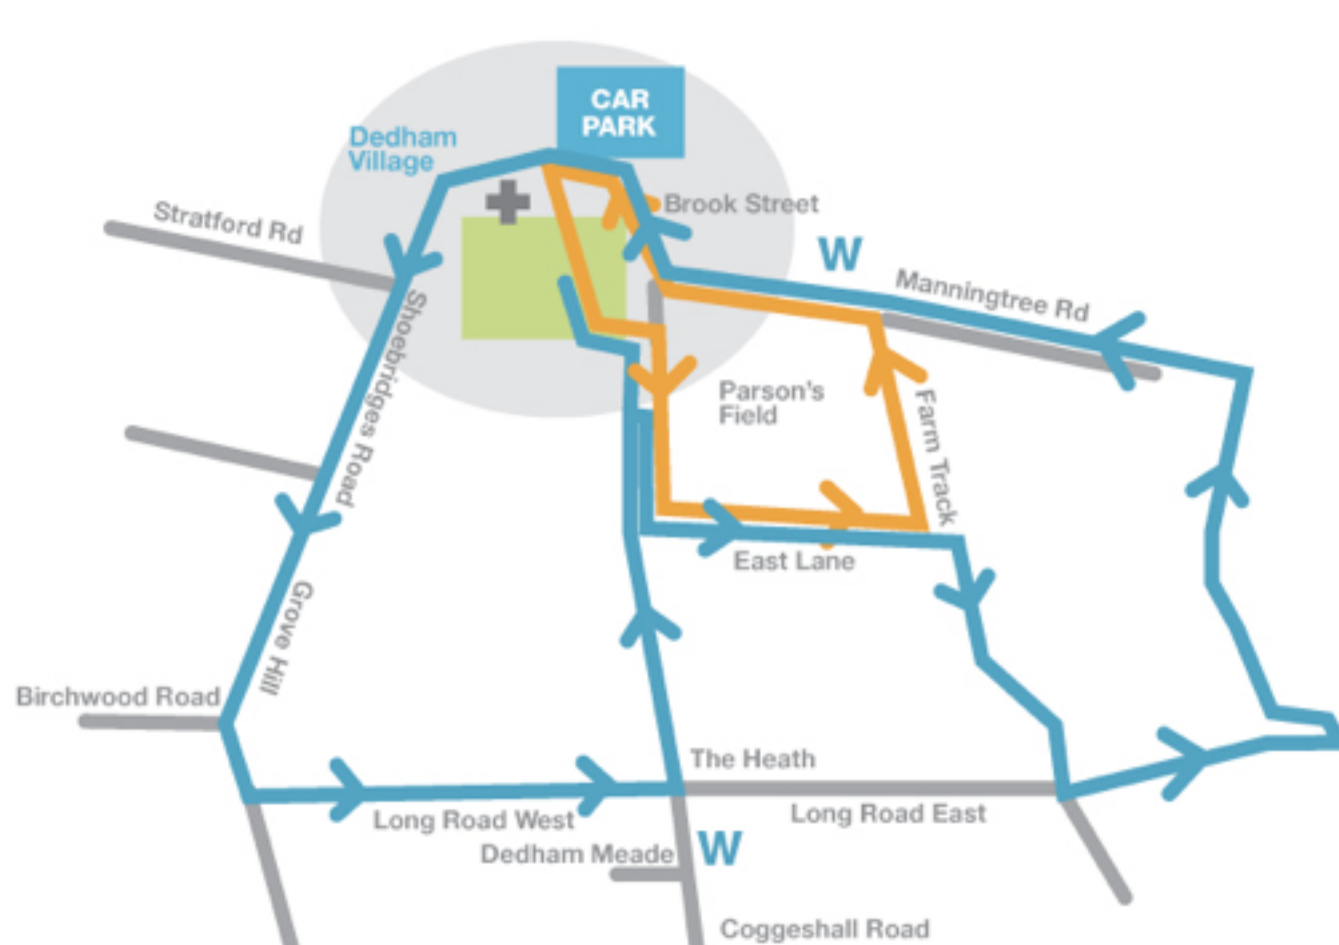 CAR
PARK
Dedham
Village
Brook Street
Stratford Rd
W
Manningtree Rd
Shoebridges Road
Parson's
Field
Farm Track
East Lane
Grove Hill
Birchwood Road
The Heath
Long Road West
Long Road East
Dedham Meade
W
Coggeshall Road